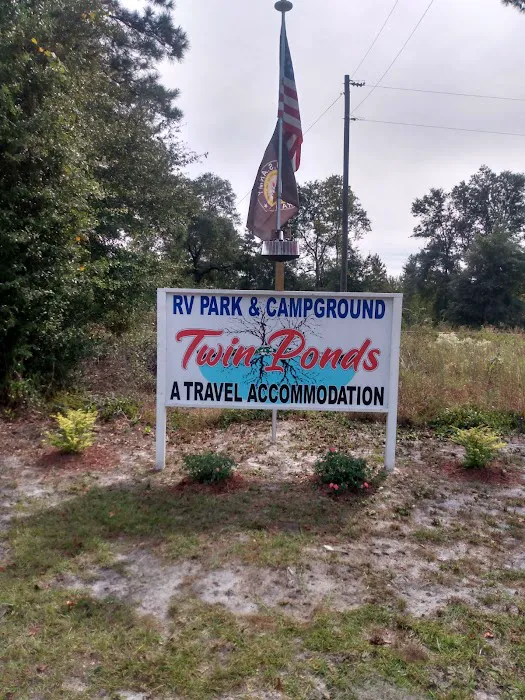 RV PARK & CAMPGROUND
Twin Ponds
A TRAVEL ACCOMMODATION